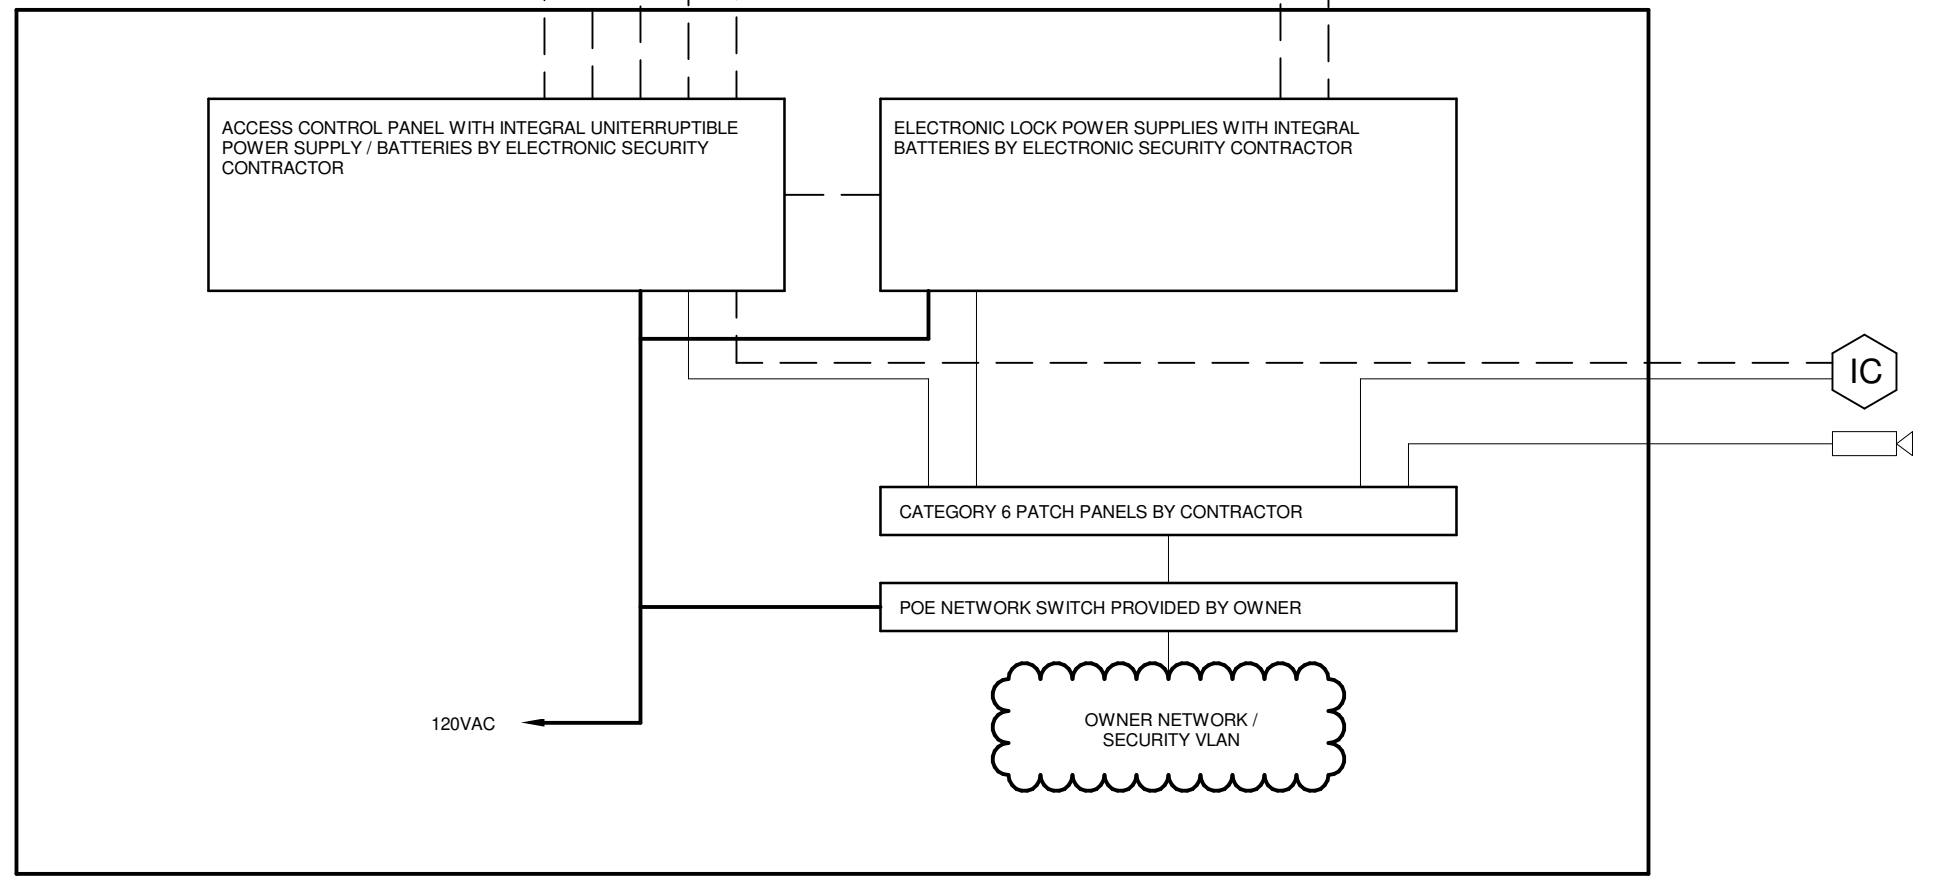 ACCESS CONTROL PANEL WITH INTEGRAL UNITERRUPTIBLE
POWER SUPPLY / BATTERIES BY ELECTRONIC SECURITY
CONTRACTOR
ELECTRONIC LOCK POWER SUPPLIES WITH INTEGRAL
BATTERIES BY ELECTRONIC SECURITY CONTRACTOR
IC
CATEGORY 6 PATCH PANELS BY CONTRACTOR
POE NETWORK SWITCH PROVIDED BY OWNER
120VAC
OWNER NETWORK /
SECURITY VLAN